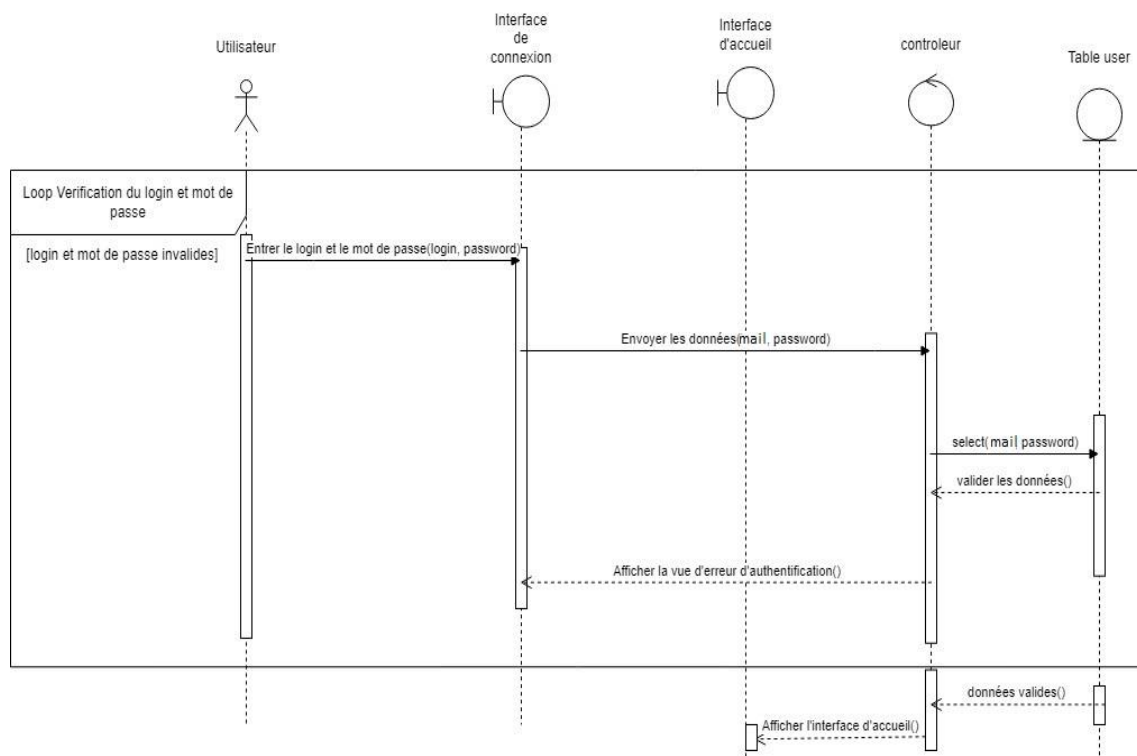 Utilisateur
Interface
de
connexion
Interface
d'accueil
controleur
Table user
Loop Verification du login et mot de
passe
[login et mot de passe invalides]
Entrer le login et le mot de passe(login, password)
Envoyer les données(mail, password)
select(mail password)
valider les données()
Afficher la vue d'erreur d'authentification()
données valides()
Afficher l'interface d'accueil()